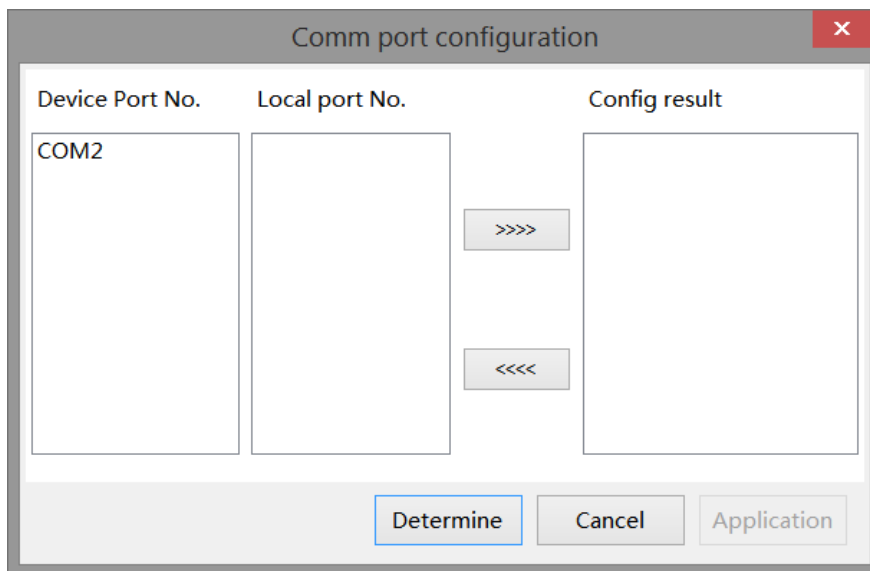 Comm port configuration
Device Port No.
Local port No.
Config result
COM2
>>>>
<<<<
Determine
Cancel
Application